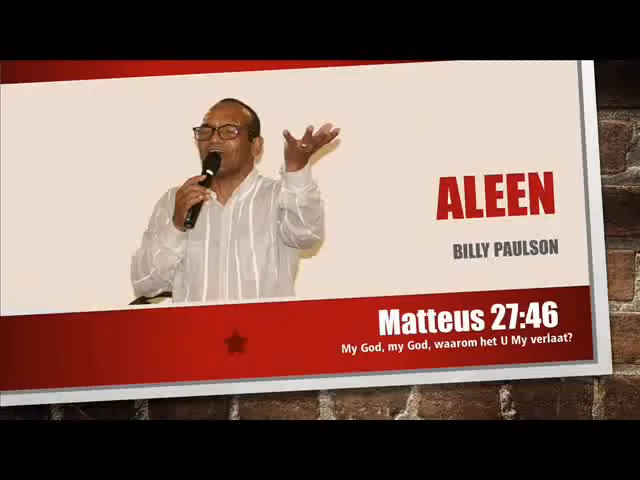 ALEEN
BILLY PAULSON
Matteus 27:46
My God, my God, waarom het U My verlaat?